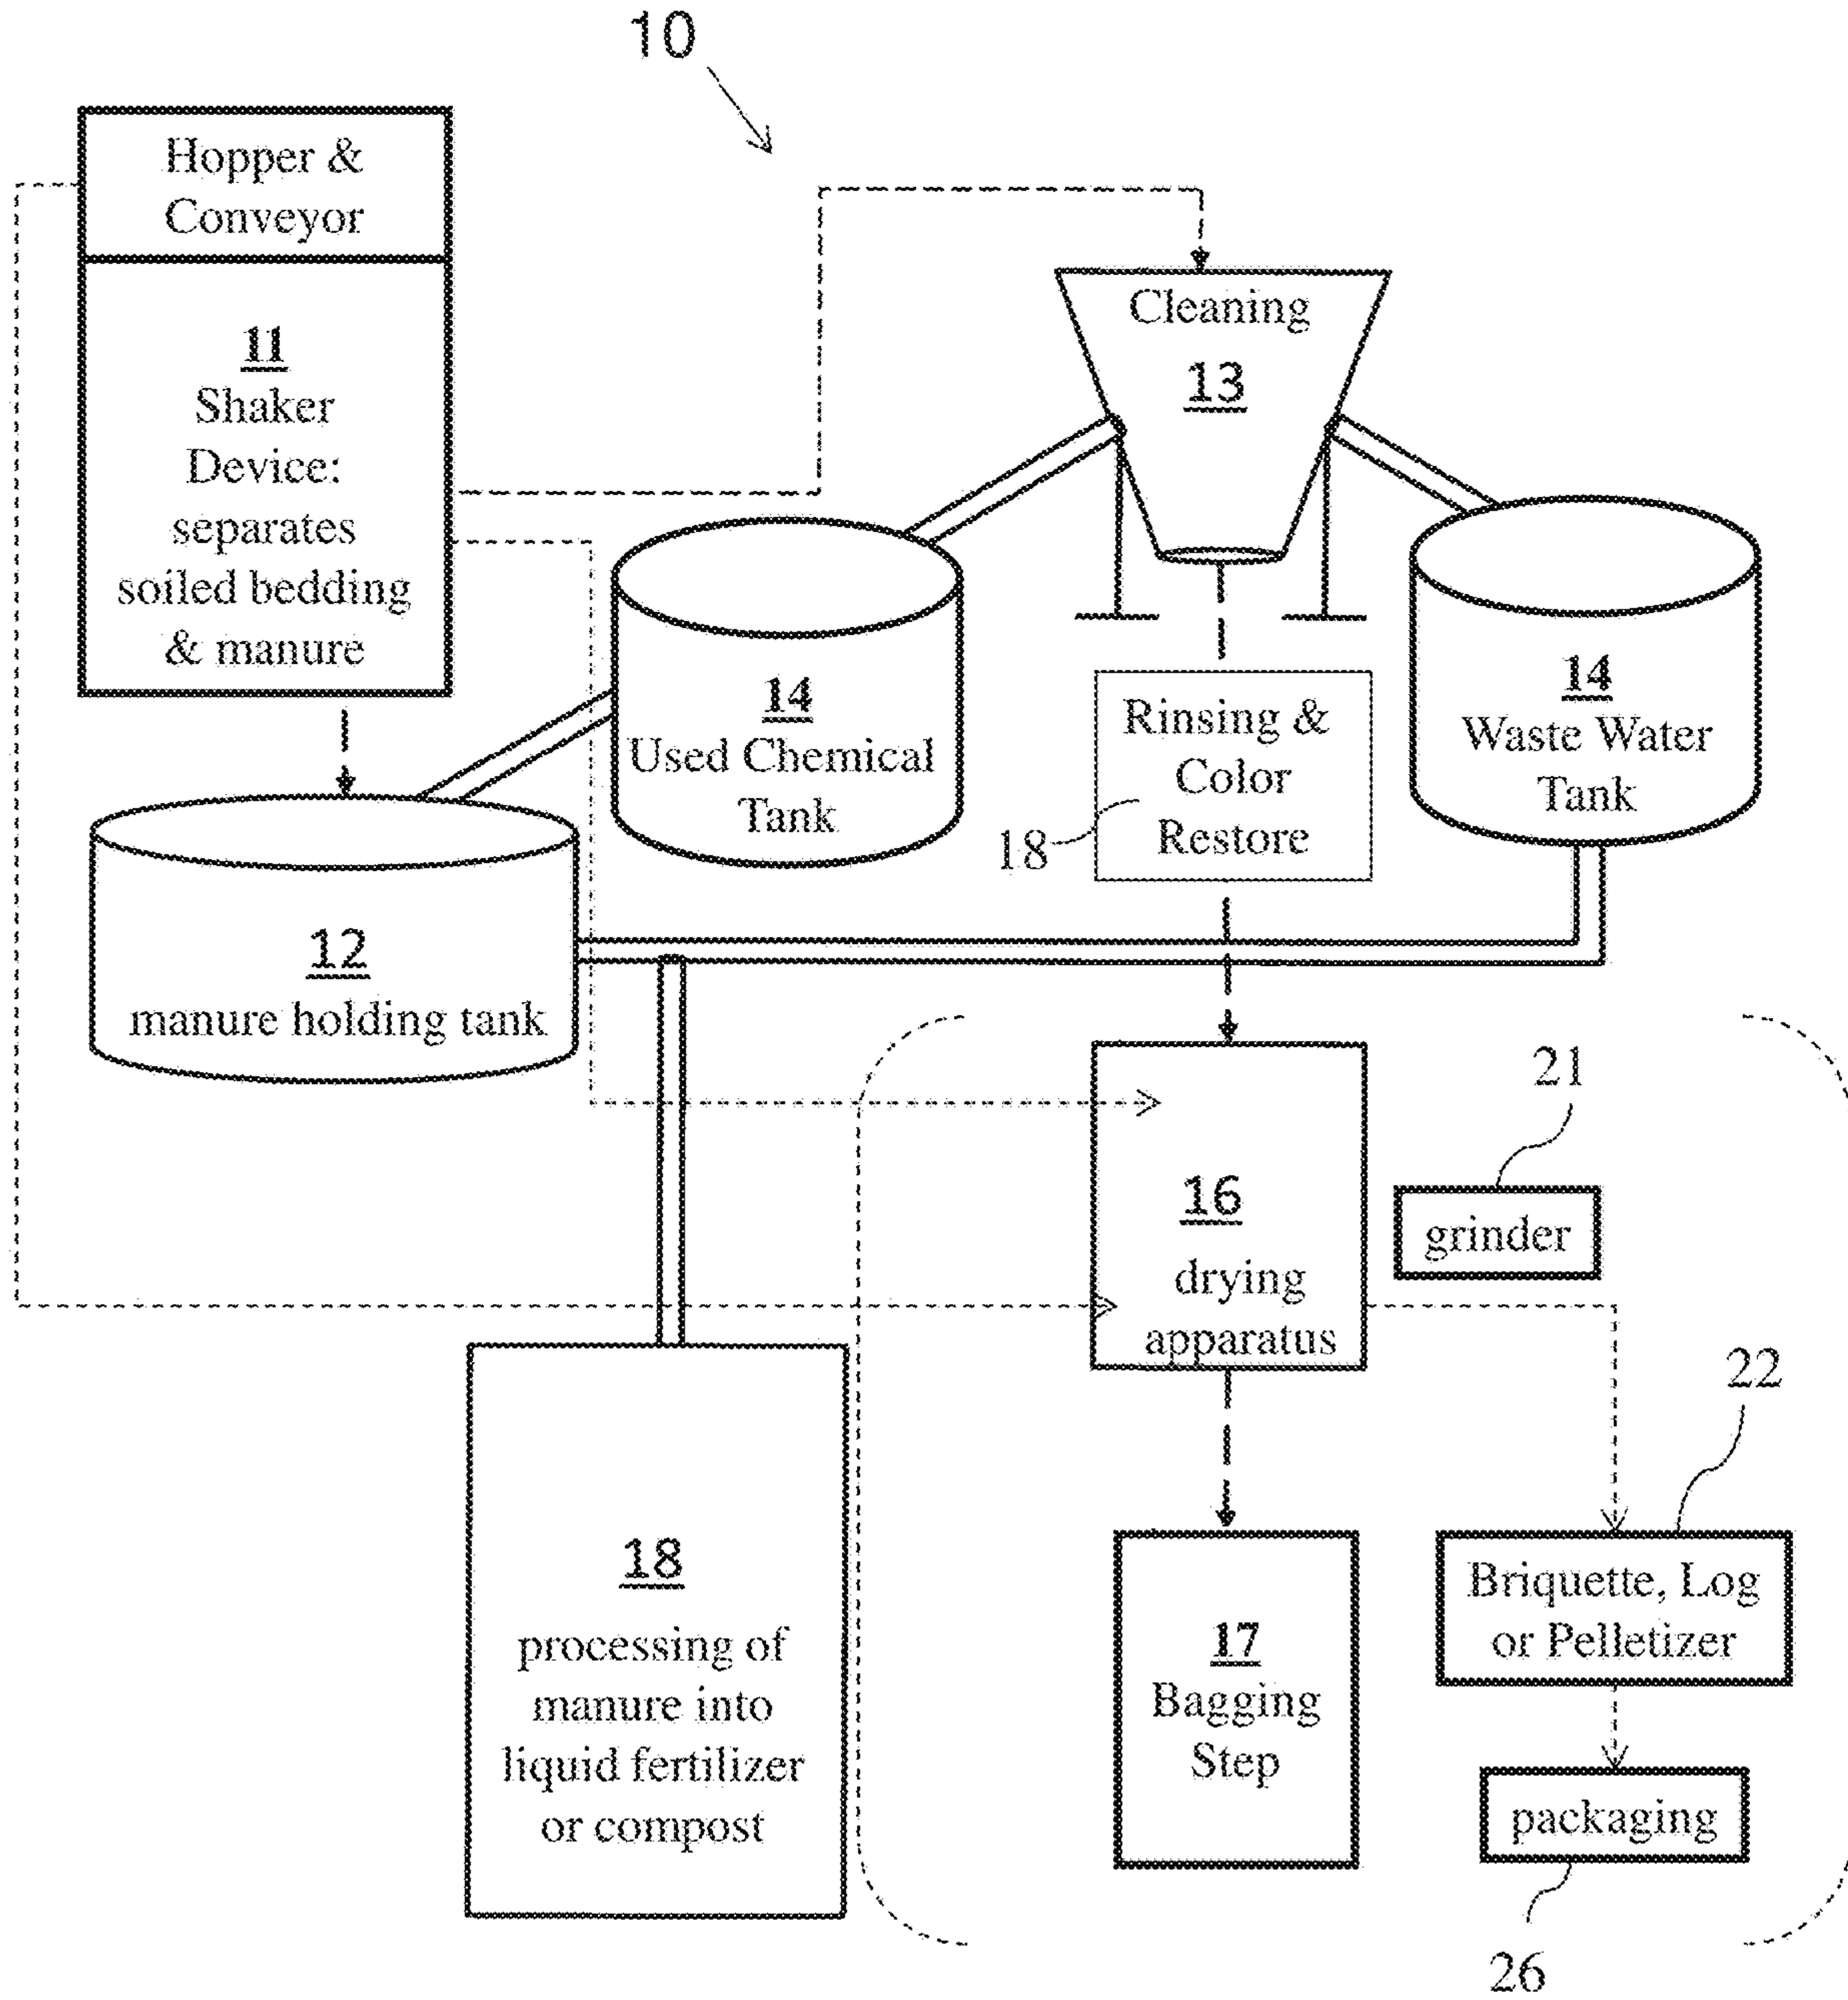 10
Hopper &
Conveyor
11
Shaker
Device:
separates
soiled bedding
& manure
Cleaning
13
14
Used Chemical
Tank
Rinsing &
Color
Restore
18
14
Waste Water
Tank
12
manure holding tank
16
drying
apparatus
21
grinder
22
Briquette, Log
or Pelletizer
18
processing of
manure into
liquid fertilizer
or compost
17
Bagging
Step
packaging
26